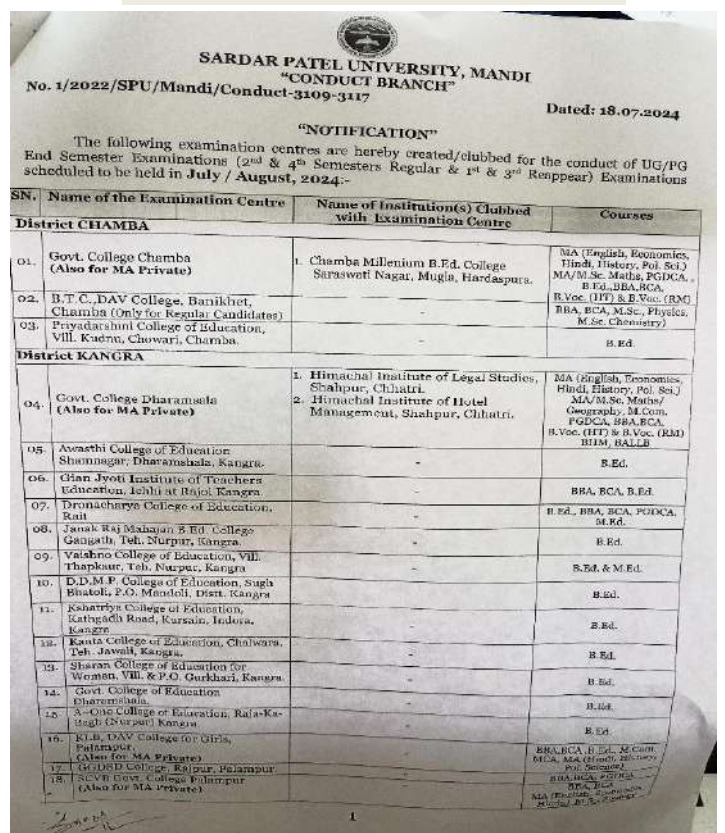 SARDAR PATEL UNIVERSITY, MANDI
"CONDUCT BRANCH"
No. 1/2022/SPU/Mandi/Conduct-3109-3117
Dated: 18.07.2024
"NOTIFICATION"
The following examination centres are hereby created/clubbed for the conduct of UG/PG
End Semester Examinations (2nd & 4th Semesters Regular & 1st & 3rd Reappear) Examinations
scheduled to be held in July / August, 2024:-
SN. Name of the Examination Centre Name of Institution(s) Clubbed with Examination Centre Courses
District CHAMBA
01. Govt. College Chamba
(Also for MA Private)
1. Chamba Millenium B.Ed. College
Saraswati Nagar, Mugla, Hardaspura.
MA (English, Economics,
Hindi, History, Pol. Sci.)
MA/M.Sc. Maths, PGDCA,
B.Ed.,BBA,BCA,
B.Voc. (HT) & B.Voc. (RM)
02. B.T.C.,DAV College, Banikhet,
Chamba (Only for Regular Candidates)
-
BBA, BCA, M.Sc., Physics,
M.Sc. Chemistry)
03. Priyadarshini College of Education,
Vill. Kudnu, Chowari, Chamba.
-
B.Ed.
District KANGRA
04. Govt. College Dharamsala
(Also for MA Private)
1. Himachal Institute of Legal Studies,
Shahpur, Chhatri.
2. Himachal Institute of Hotel
Management, Shahpur, Chhatri.
MA (English, Economics,
Hindi, History, Pol. Sci.)
MA/M.Sc. Maths/
Geography, M.Com.
PGDCA, BBA,BCA.
B.Voc. (HT) & B.Voc. (RM)
BHM, BALLB
05. Awasthi College of Education
Shamnagar, Dharamshala, Kangra.
-
B.Ed.
06. Gian Jyoti Institute of Teachers
Education, Ichhi at Rajol Kangra
-
BBA, BCA, B.Ed.
07. Dronacharya College of Education,
Rait
-
B.Ed., BBA, BCA, PGDCA,
M.Ed.
08. Janak Raj Mahajan B.Ed. College
Gangath, Teh. Nurpur, Kangra.
-
B.Ed.
09. Vaishno College of Education, Vill.
Thapkaur, Teh. Nurpur, Kangra
-
B.Ed. & M.Ed.
10. D.D.M.P. College of Education, Sugh
Bhatoli, P.O. Mandoli, Distt. Kangra
-
B.Ed.
11. Kshatriya College of Education,
Kathgadh Road, Kursain, Indora,
Kangra
-
B.Ed.
12. Kanta College of Education, Chalwara,
Teh. Jawali, Kangra.
-
B.Ed.
13. Sharan College of Education for
Women, Vill. & P.O. Gurkhari, Kangra.
-
B.Ed.
14. Govt. College of Education
Dharamshala.
-
B.Ed.
15. A-One College of Education, Raja-Ka-
Bagh (Nurpur) Kangra
-
B.Ed.
16. KLB, DAV College for Girls,
Palampur,
(Also for MA Private)
-
BBA,BCA,B.Ed., M.Com.
MCA, MA (Hindi, History,
Pol. Science)
17. GGDSD College, Rajpur, Palampur.
-
BBA,BCA, PGDCA
18. SCVB Govt. College Palampur
(Also for MA Private)
-
BBA, BCA
MA (English,
1